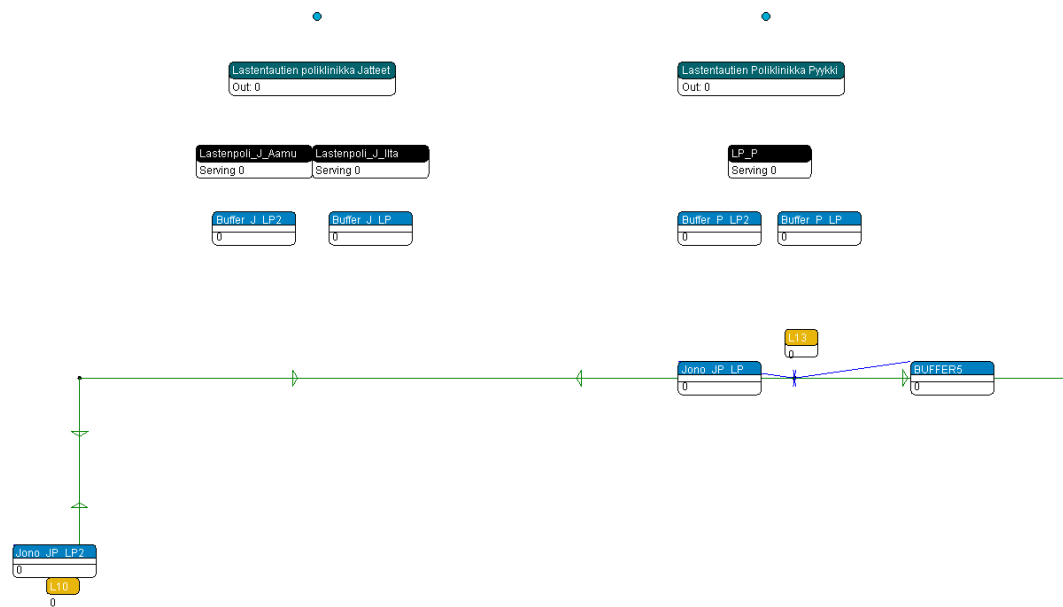 Lastentautien poliklinikka Jatteet
Out: 0
Lastentautien Poliklinikka Pyykki
Out: 0
Lastenpoli_J_Aamu
Serving 0
Lastenpoli_J_Ilta
Serving 0
LP_P
Serving 0
Buffer_J_LP2
0
Buffer_J_LP
0
Buffer_P_LP2
0
Buffer_P_LP
0
L13
0
Jono_JP_LP
0
BUFFER5
0
Jono_JP_LP2
0
L10
0